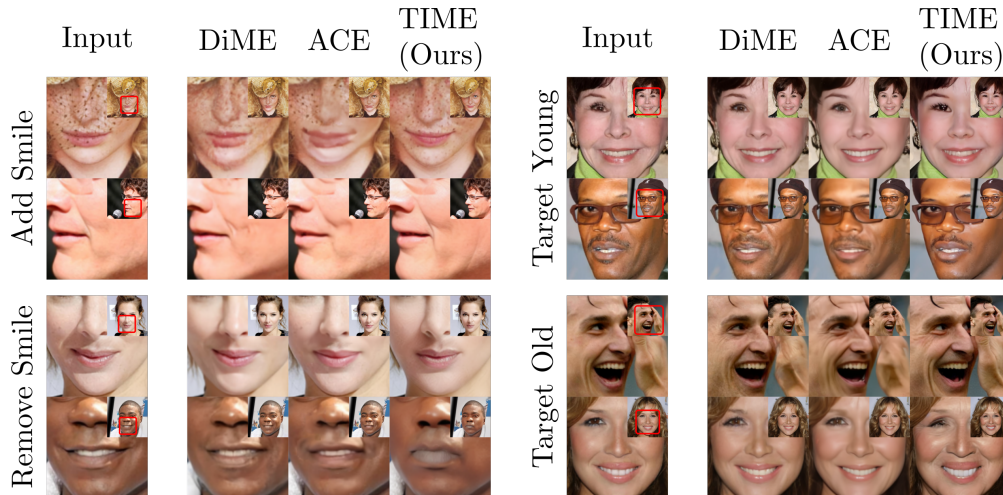 Input DiME ACE TIME (Ours)
Add Smile
Remove Smile
Input DiME ACE TIME (Ours)
Target Young
Target Old